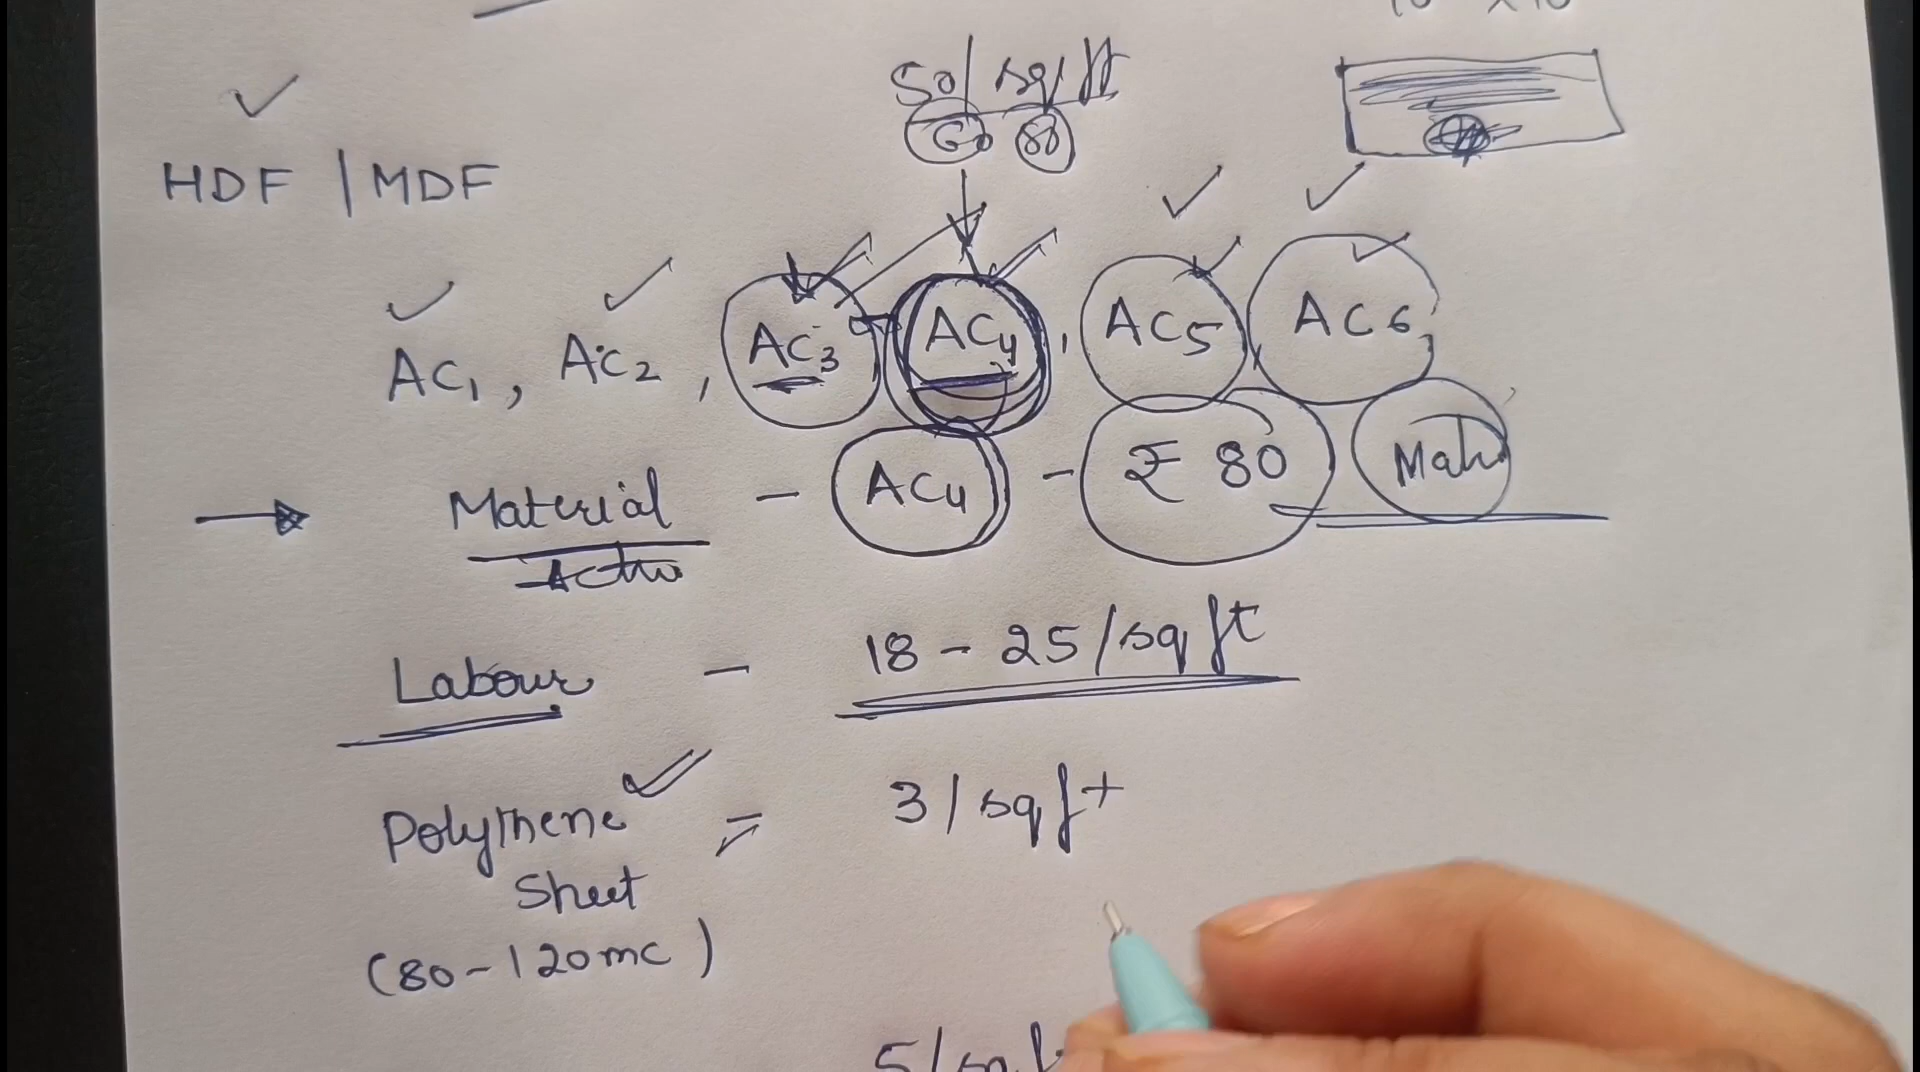 50/sqft
60 80
HDF | MDF
AC1, AC2, AC3, AC4, AC5, AC6,
Material - AC4 - ₹ 80
Labour - 18 - 25/sqft
Polythene = 3/sqft
Sheet
(80-120mc)